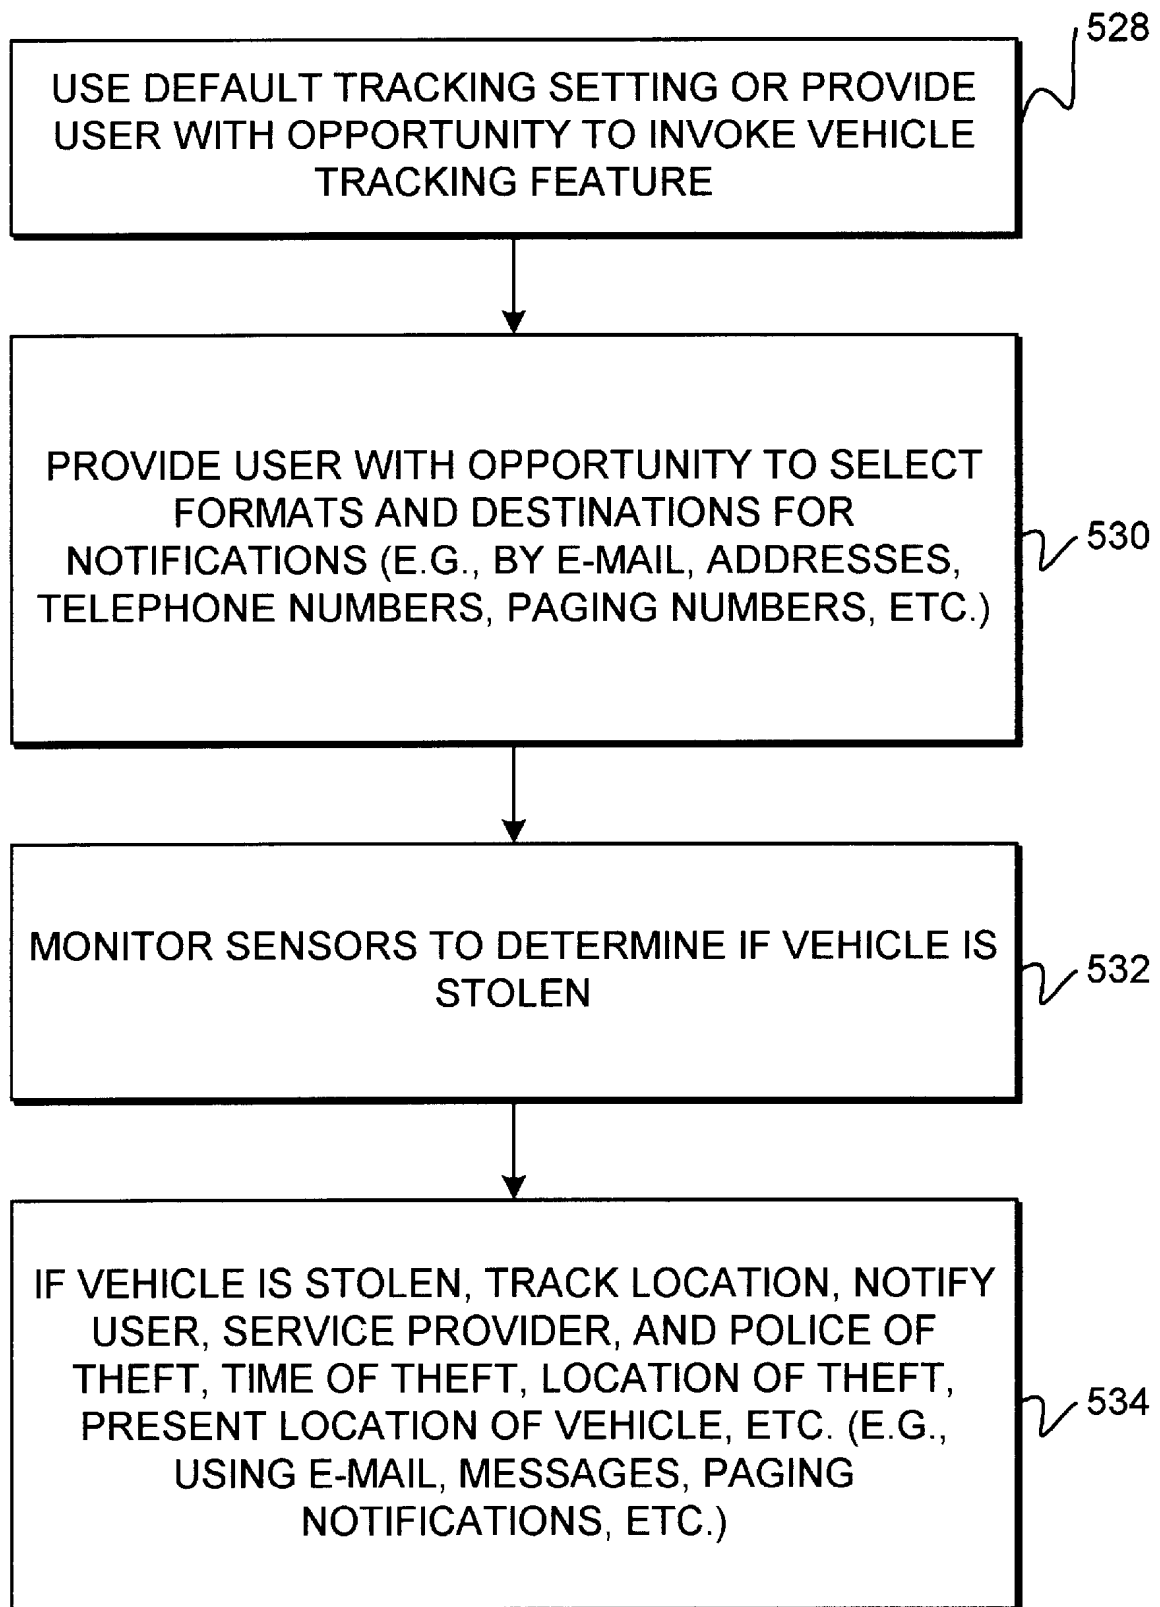 528
USE DEFAULT TRACKING SETTING OR PROVIDE
USER WITH OPPORTUNITY TO INVOKE VEHICLE
TRACKING FEATURE
PROVIDE USER WITH OPPORTUNITY TO SELECT
FORMATS AND DESTINATIONS FOR
NOTIFICATIONS (E.G., BY E-MAIL, ADDRESSES,
TELEPHONE NUMBERS, PAGING NUMBERS, ETC.)
530
MONITOR SENSORS TO DETERMINE IF VEHICLE IS
STOLEN
532
IF VEHICLE IS STOLEN, TRACK LOCATION, NOTIFY
USER, SERVICE PROVIDER, AND POLICE OF
THEFT, TIME OF THEFT, LOCATION OF THEFT,
PRESENT LOCATION OF VEHICLE, ETC. (E.G.,
USING E-MAIL, MESSAGES, PAGING
NOTIFICATIONS, ETC.)
534